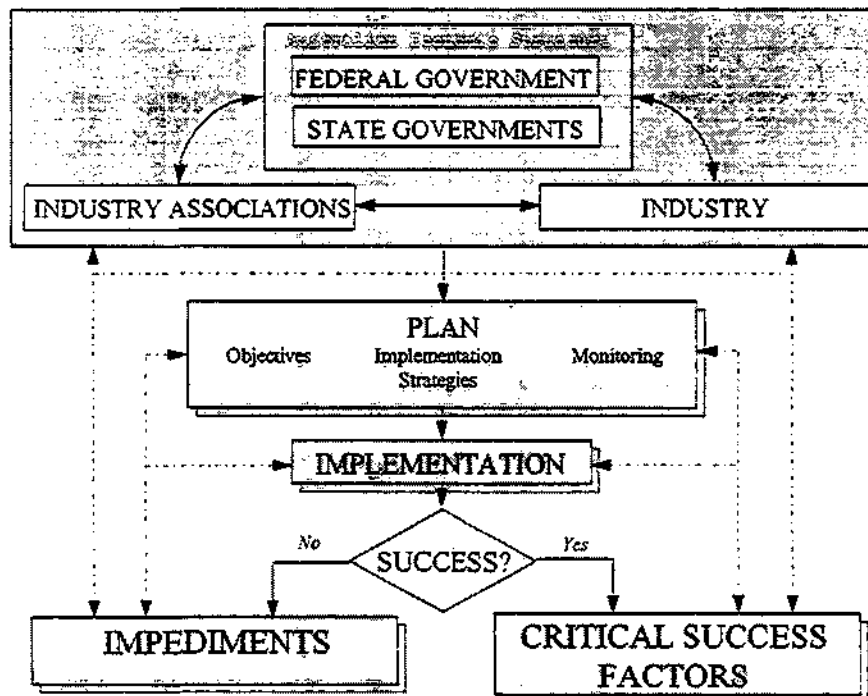 FEDERAL GOVERNMENT
STATE GOVERNMENTS
INDUSTRY ASSOCIATIONS
INDUSTRY
PLAN
Objectives
Implementation
Strategies
Monitoring
IMPLEMENTATION
SUCCESS?
No
Yes
IMPEDIMENTS
CRITICAL SUCCESS
FACTORS